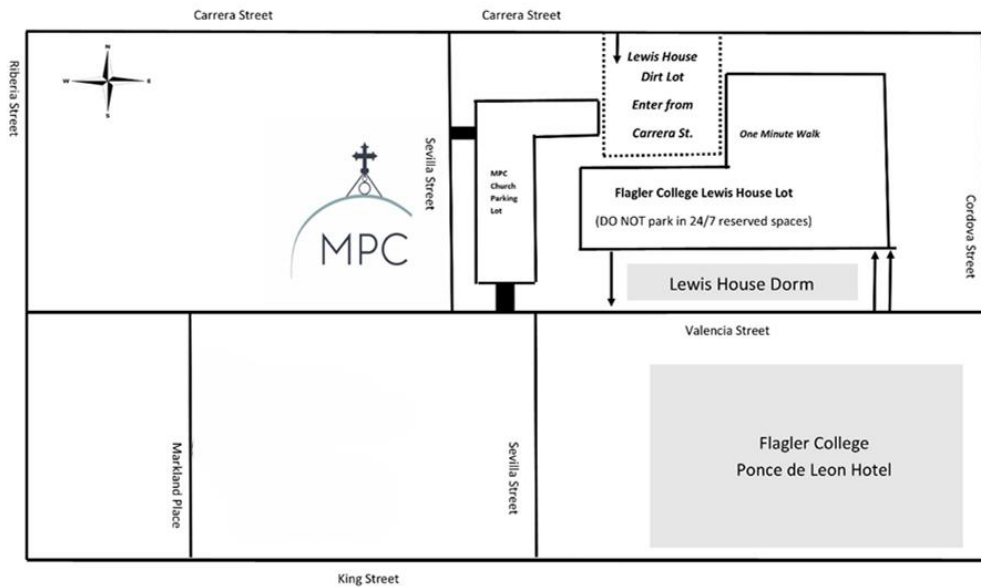 Carrera Street
Carrera Street
Riberia Street
N
W
E
S
Sevilla Street
MPC
Lewis House
Dirt Lot
Enter from
Carrera St.
One Minute Walk
MPC
Church
Parking
Lot
Flagler College Lewis House Lot
(DO NOT park in 24/7 reserved spaces)
Cordova Street
Lewis House Dorm
Valencia Street
Markland Place
Sevilla Street
Flagler College
Ponce de Leon Hotel
King Street